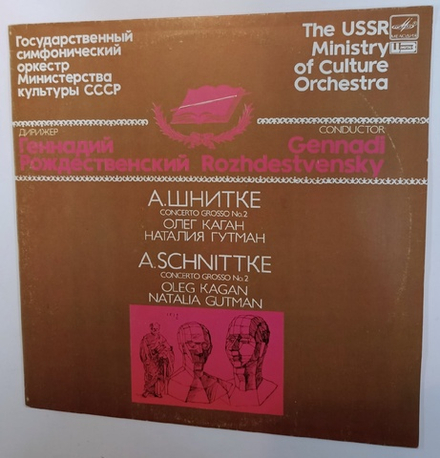 Государственный
симфонический
оркестр
Министерства
культуры СССР
The USSR
Ministry
of Culture
Orchestra
МЕЛОДИЯ
ДИРИЖЕР
Геннадий
Рождественский
CONDUCTOR
Gennadi
Rozhdestvensky
А.ШНИТКЕ
CONCERTO GROSSO No.2
ОЛЕГ КАГАН
НАТАЛИЯ ГУТМАН
A.SCHNITTKE
CONCERTO GROSSO No.2
OLEG KAGAN
NATALIA GUTMAN